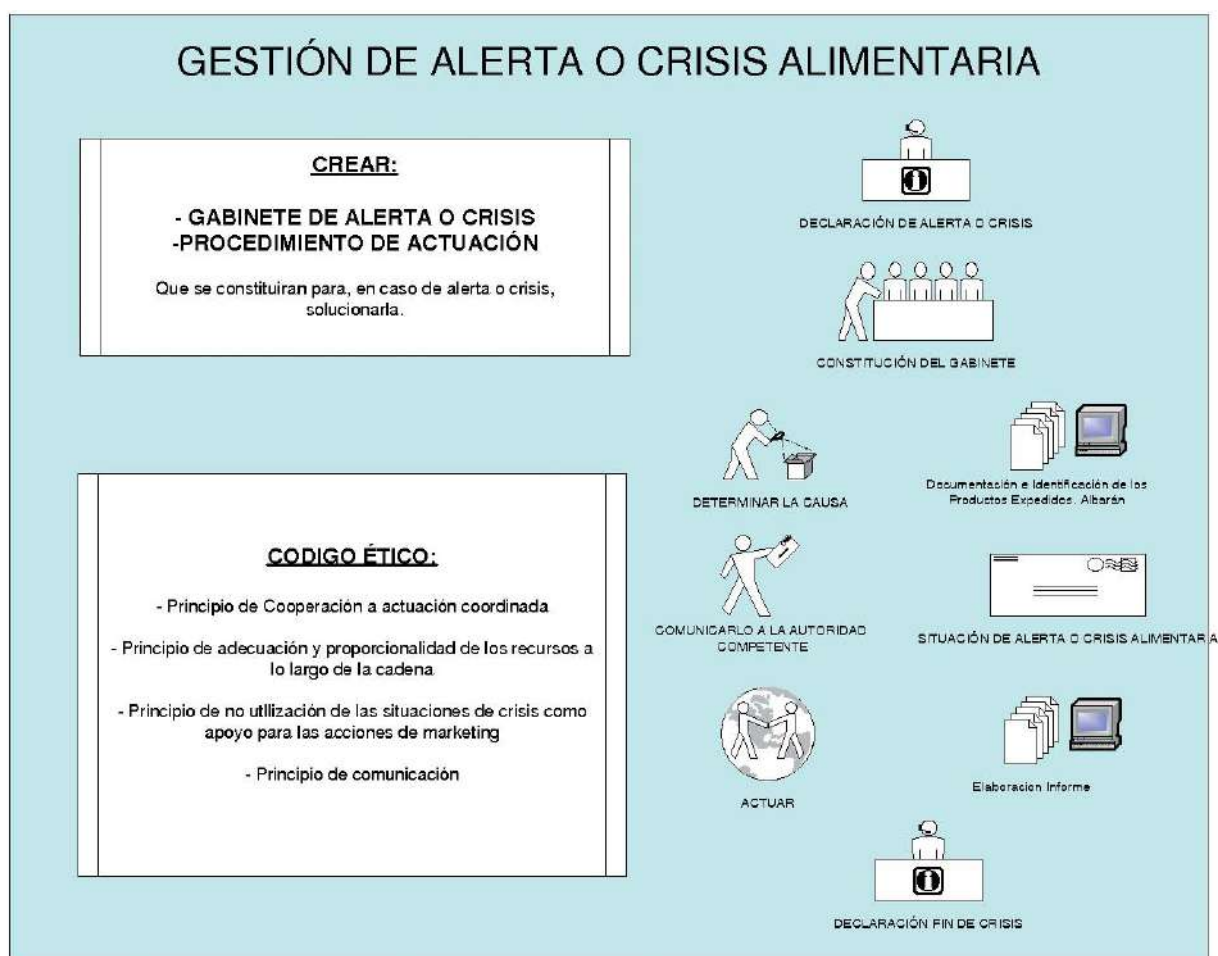 GESTIÓN DE ALERTA O CRISIS ALIMENTARIA
CREAR:
- GABINETE DE ALERTA O CRISIS
-PROCEDIMIENTO DE ACTUACIÓN
Que se constituiran para, en caso de alerta o crisis,
solucionarla.
CODIGO ÉTICO:
- Principio de Cooperación a actuación coordinada
- Principio de adecuación y proporcionalidad de los recursos a
lo largo de la cadena
- Principio de no utilización de las situaciones de crisis como
apoyo para las acciones de marketing
- Principio de comunicación
DECLARACIÓN DE ALERTA O CRISIS
CONSTITUCIÓN DEL GABINETE
DETERMINAR LA CAUSA
Documentación e Identificación de los
Productos Expedidos. Albarán
COMUNICARLO A LA AUTORIDAD
COMPETENTE
SITUACIÓN DE ALERTA O CRISIS ALIMENTARIA
ACTUAR
Elaboracion Informe
DECLARACIÓN FIN DE CRISIS